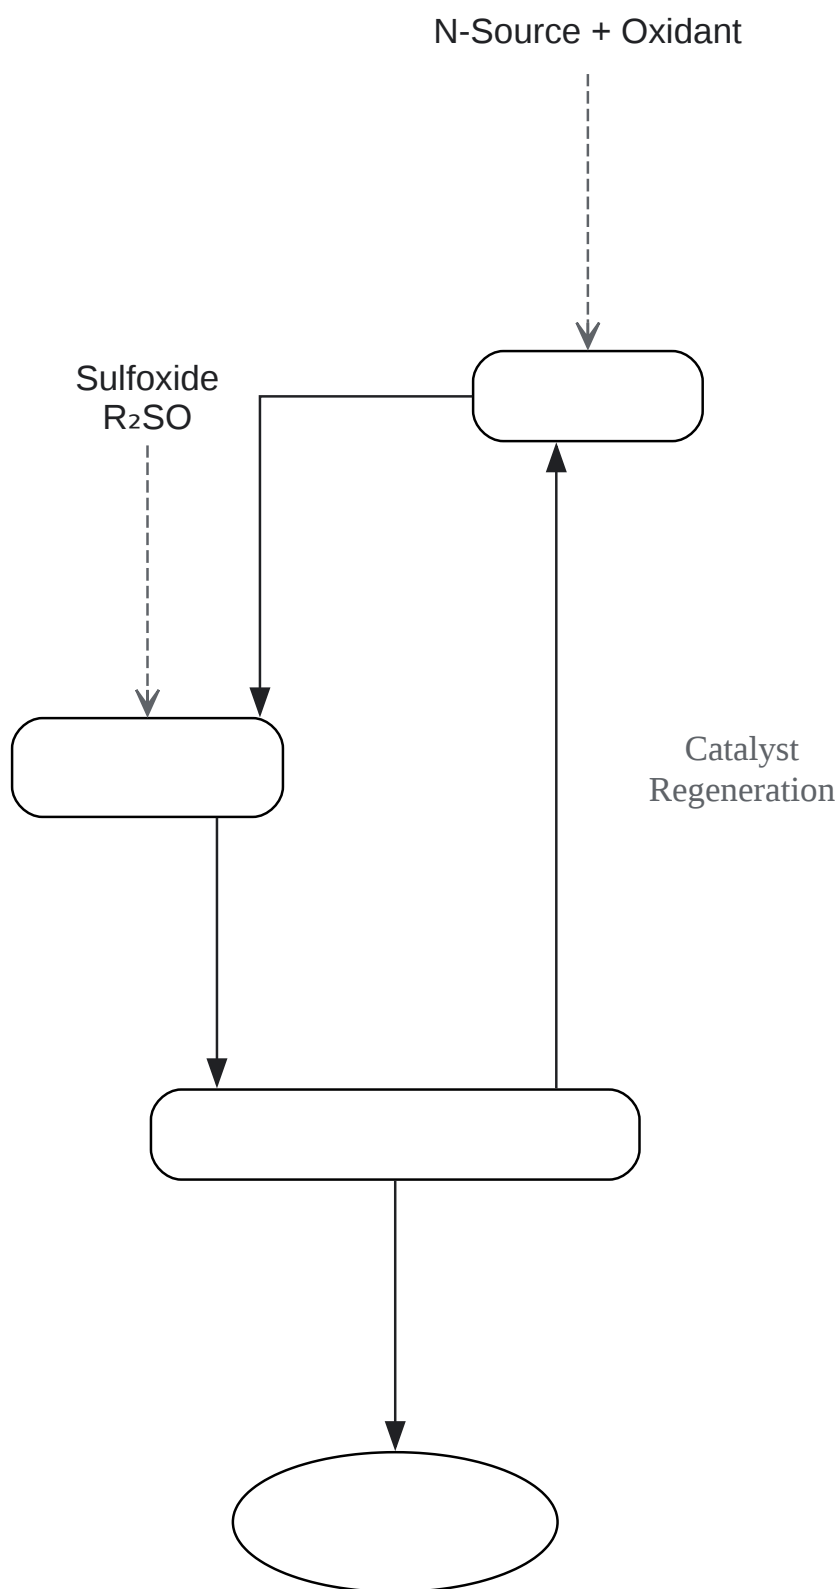 N-Source + Oxidant
Sulfoxide
R₂SO
Catalyst
Regeneration